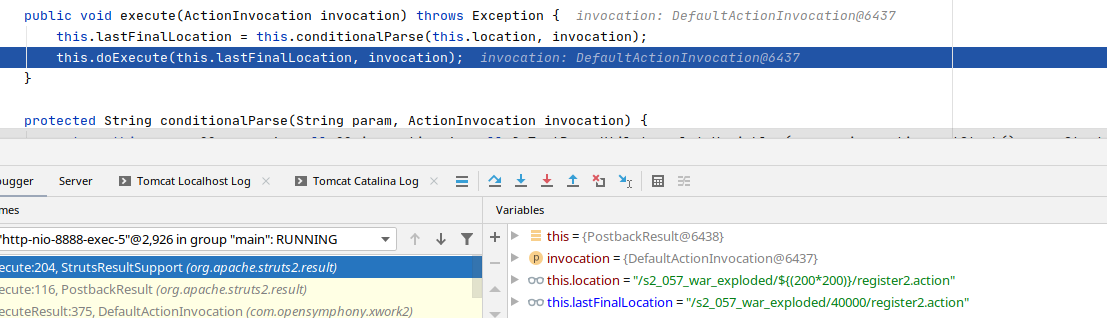 public void execute(ActionInvocation invocation) throws Exception { invocation: DefaultActionInvocation@6437
this.lastFinalLocation = this.conditionalParse(this.location, invocation);
this.doExecute(this.lastFinalLocation, invocation); invocation: DefaultActionInvocation@6437
}
protected String conditionalParse(String param, ActionInvocation invocation) {
bugger Server Tomcat Localhost Log × Tomcat Catalina Log ×
mes
"http-nio-8888-exec-5"@2,926 in group "main": RUNNING
ecute:204, StrutsResultSupport (org.apache.struts2.result)
ecute:116, PostbackResult (org.apache.struts2.result)
ecuteResult:375, DefaultActionInvocation (com.opensymphony.xwork2)
Variables
this = {PostbackResult@6438}
invocation = {DefaultActionInvocation@6437}
this.location = "/s2_057_war_exploded/${(200*200)}/register2.action"
this.lastFinalLocation = "/s2_057_war_exploded/40000/register2.action"